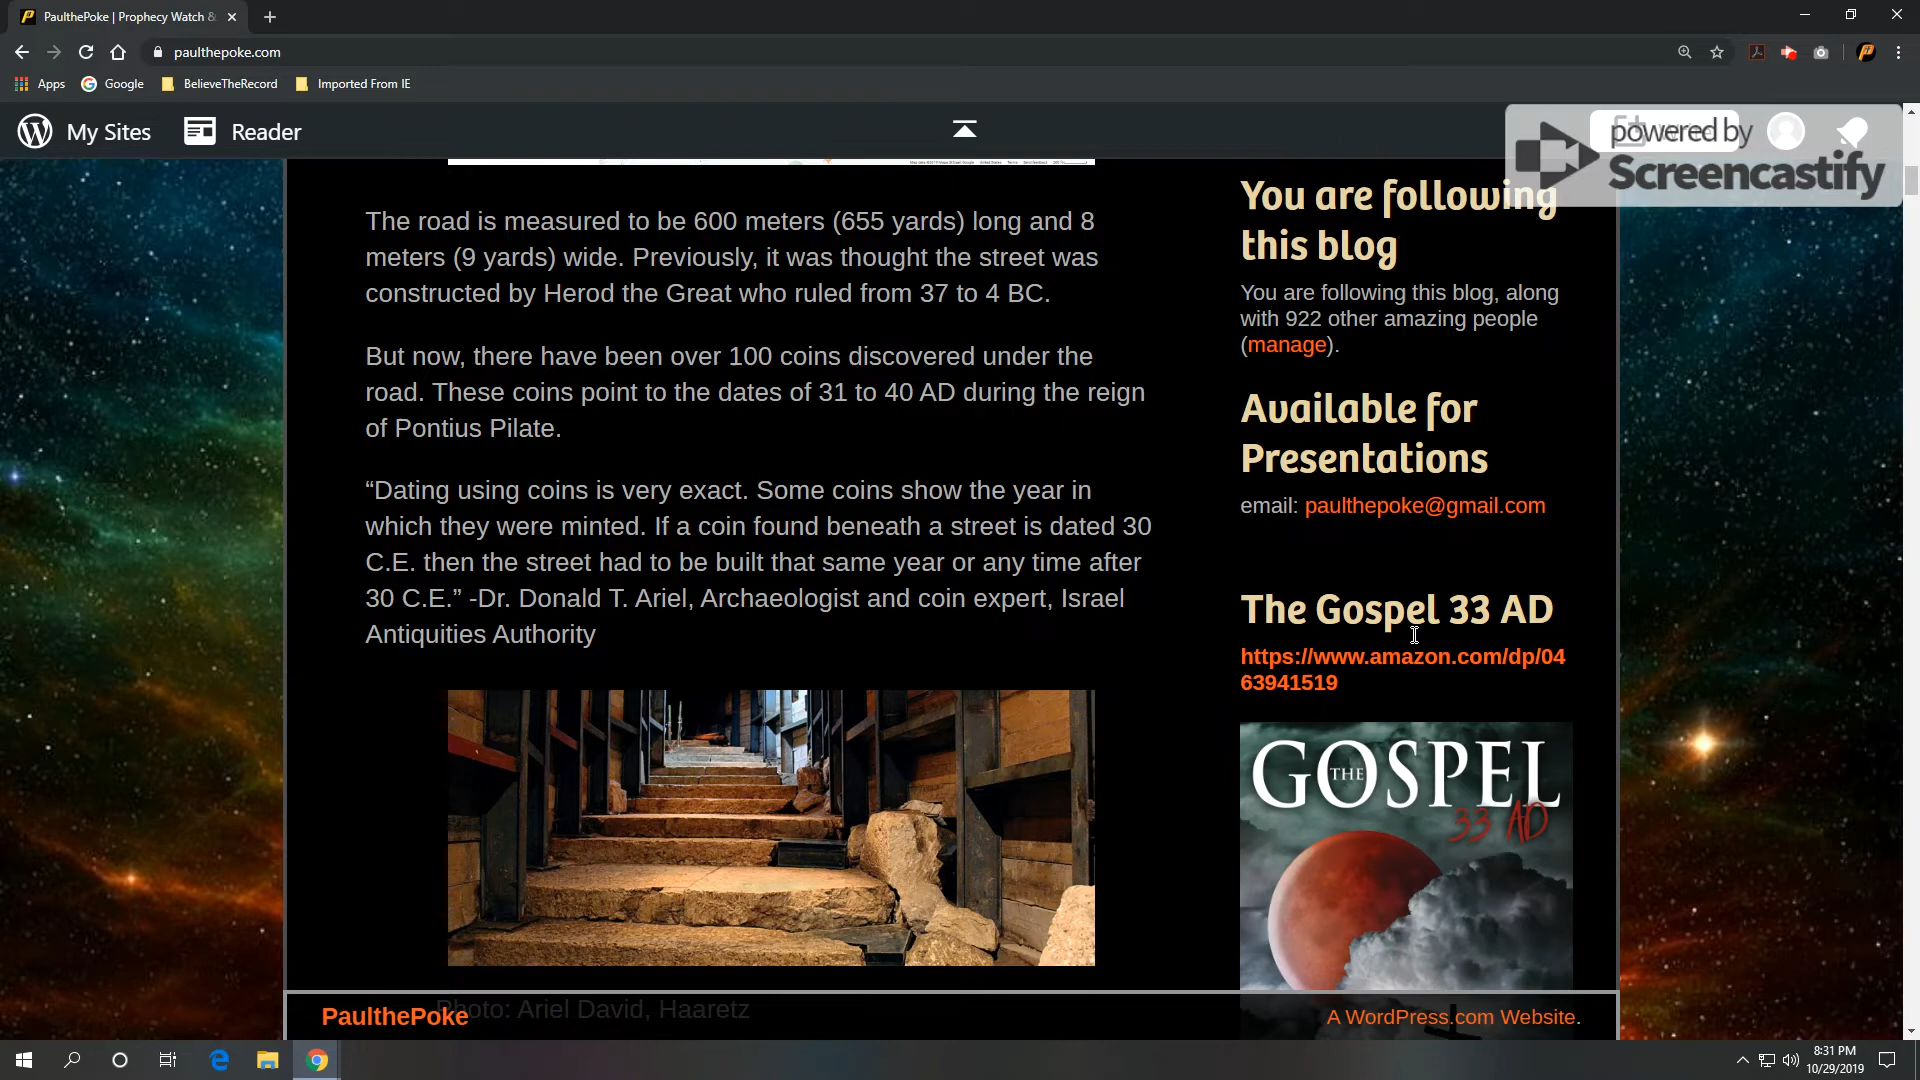 PaulthePoke | Prophecy Watch &
paulthepoke.com
Apps
Google
BelieveTheRecord
Imported From IE
My Sites
Reader
powered by
Screencastify
The road is measured to be 600 meters (655 yards) long and 8
meters (9 yards) wide. Previously, it was thought the street was
constructed by Herod the Great who ruled from 37 to 4 BC.
But now, there have been over 100 coins discovered under the
road. These coins point to the dates of 31 to 40 AD during the reign
of Pontius Pilate.
“Dating using coins is very exact. Some coins show the year in
which they were minted. If a coin found beneath a street is dated 30
C.E. then the street had to be built that same year or any time after
30 C.E.” -Dr. Donald T. Ariel, Archaeologist and coin expert, Israel
Antiquities Authority
Photo: Ariel David, Haaretz
You are following
this blog
You are following this blog, along
with 922 other amazing people
(manage).
Available for
Presentations
email: paulthepoke@gmail.com
The Gospel 33 AD
https://www.amazon.com/dp/04
63941519
THE GOSPEL
33 AD
PaulthePoke
A WordPress.com Website.
8:31 PM
10/29/2019